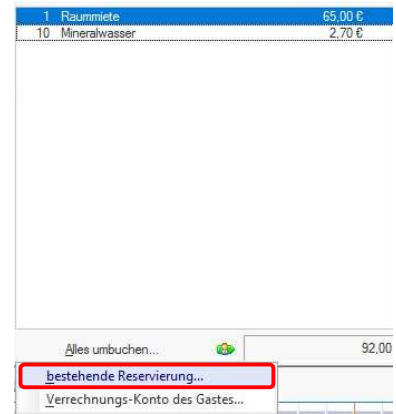 1 Raummiete 65,00 €
10 Mineralwasser 2,70 €
Alles umbuchen... 92,00
bestehende Reservierung...
Verrechnungs-Konto des Gastes...